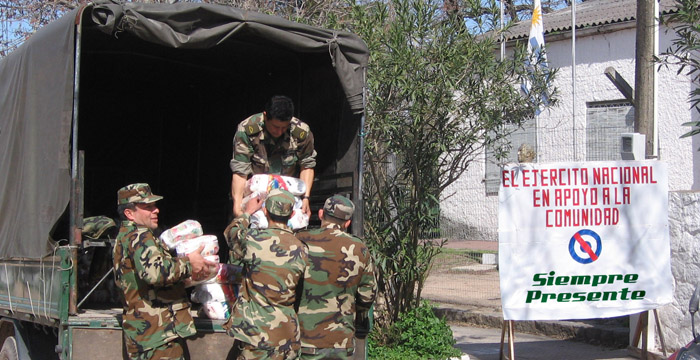 EL EJERCITO NACIONAL
EN APOYO A LA
COMUNIDAD
Siempre
Presente